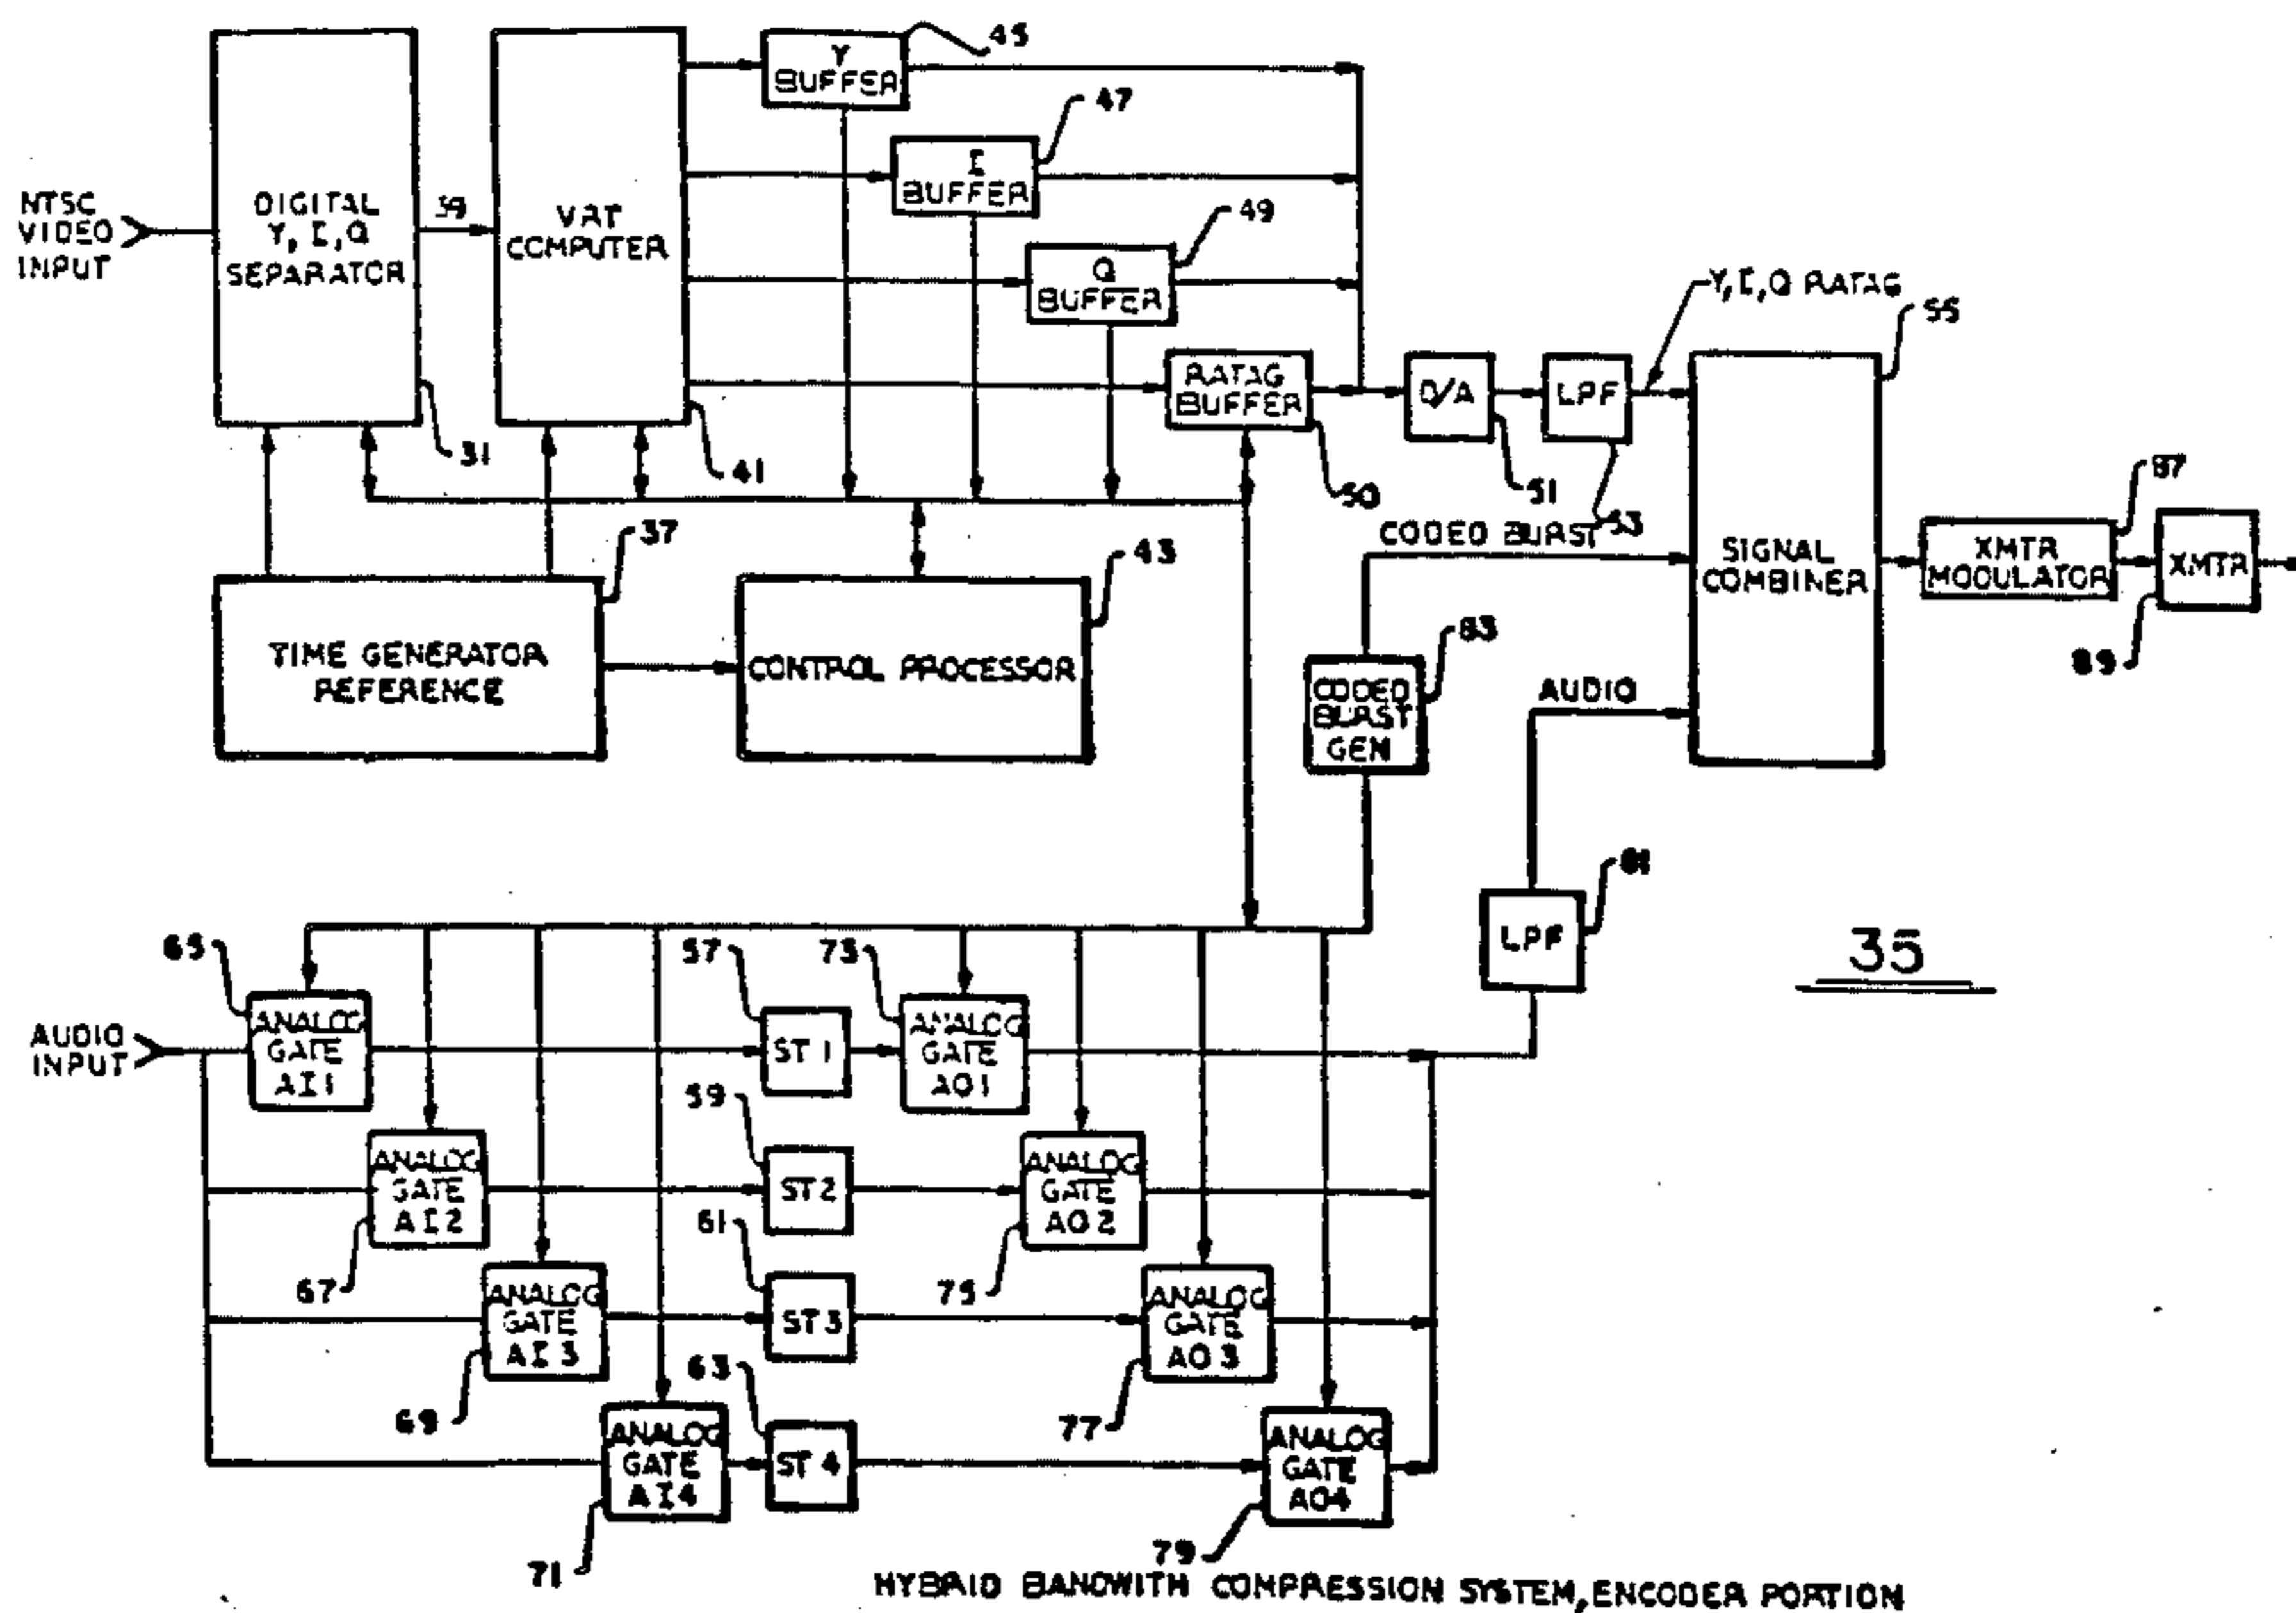 45
Y
BUFFER
47
I
BUFFER
NTSC
VIDEO
INPUT
DIGITAL
Y, I, Q
SEPARATOR
39
VRT
COMPUTER
49
Q
BUFFER
Y, I, Q RATAG
55
RATAG
BUFFER
D/A
LPF
31
41
50
51
53
87
37
43
CODED BURST
SIGNAL
COMBINER
XMTR
MODULATOR
XMTR
89
TIME GENERATOR
REFERENCE
CONTROL PROCESSOR
83
CODED
BURST
GEN
AUDIO
81
LPF
35
65
57
73
AUDIO
INPUT
ANALOG
GATE
AI1
ST 1
ANALOG
GATE
AO1
59
ANALOG
GATE
AI2
ST2
ANALOG
GATE
AO2
67
61
75
ANALOG
GATE
AI3
ST3
ANALOG
GATE
AO3
69
63
77
ANALOG
GATE
AI4
ST 4
ANALOG
GATE
AO4
71
79
HYBRID BANDWITH COMPRESSION SYSTEM, ENCODER PORTION